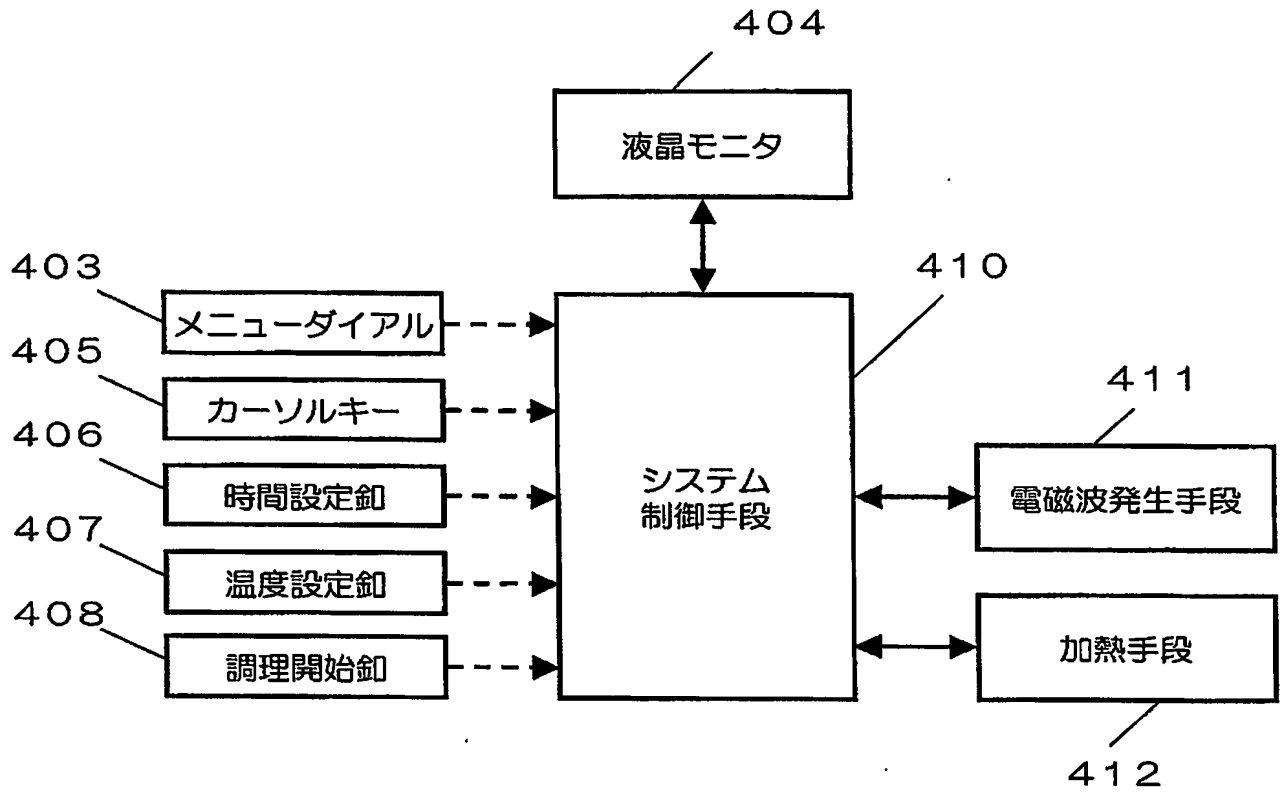 ４０４
液晶モニタ
４０３
メニューダイアル
４１０
４０５
カーソルキー
４０６
時間設定釦
４０７
温度設定釦
４０８
調理開始釦
システム
制御手段
４１１
電磁波発生手段
加熱手段
４１２